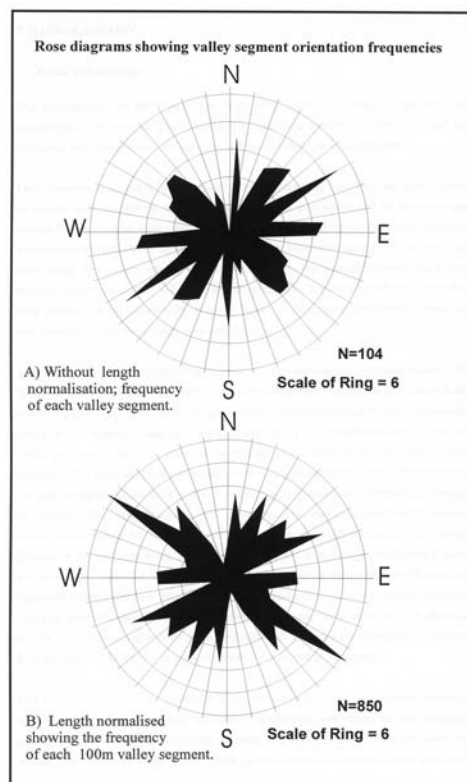 Rose diagrams showing valley segment orientation frequencies
N
W
E
S
N=104
A) Without length
normalisation; frequency
of each valley segment.
Scale of Ring = 6
N
W
E
S
N=850
B) Length normalised
showing the frequency
of each 100m valley segment.
Scale of Ring = 6